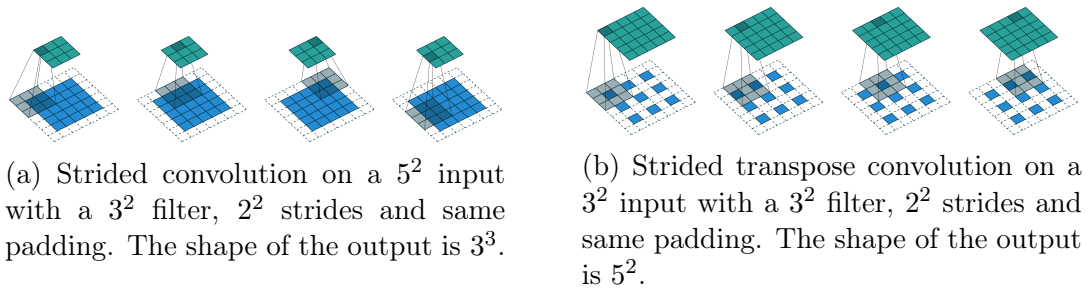 (a) Strided convolution on a 5² input
with a 3² filter, 2² strides and same
padding. The shape of the output is 3³.
(b) Strided transpose convolution on a
3² input with a 3² filter, 2² strides and
same padding. The shape of the output
is 5².